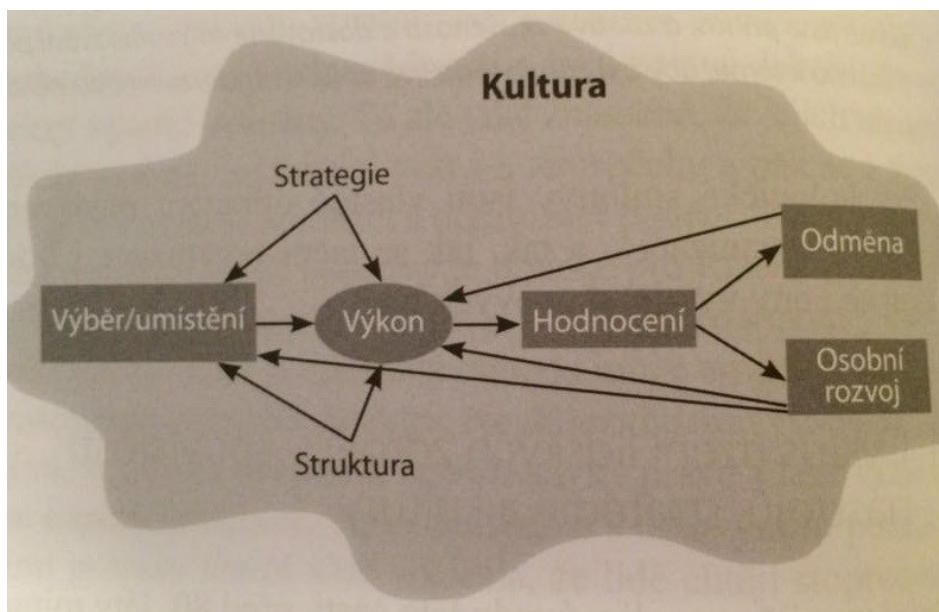 Kultura
Strategie
Odměna
Výběr/umístění
Výkon
Hodnocení
Osobní
rozvoj
Struktura